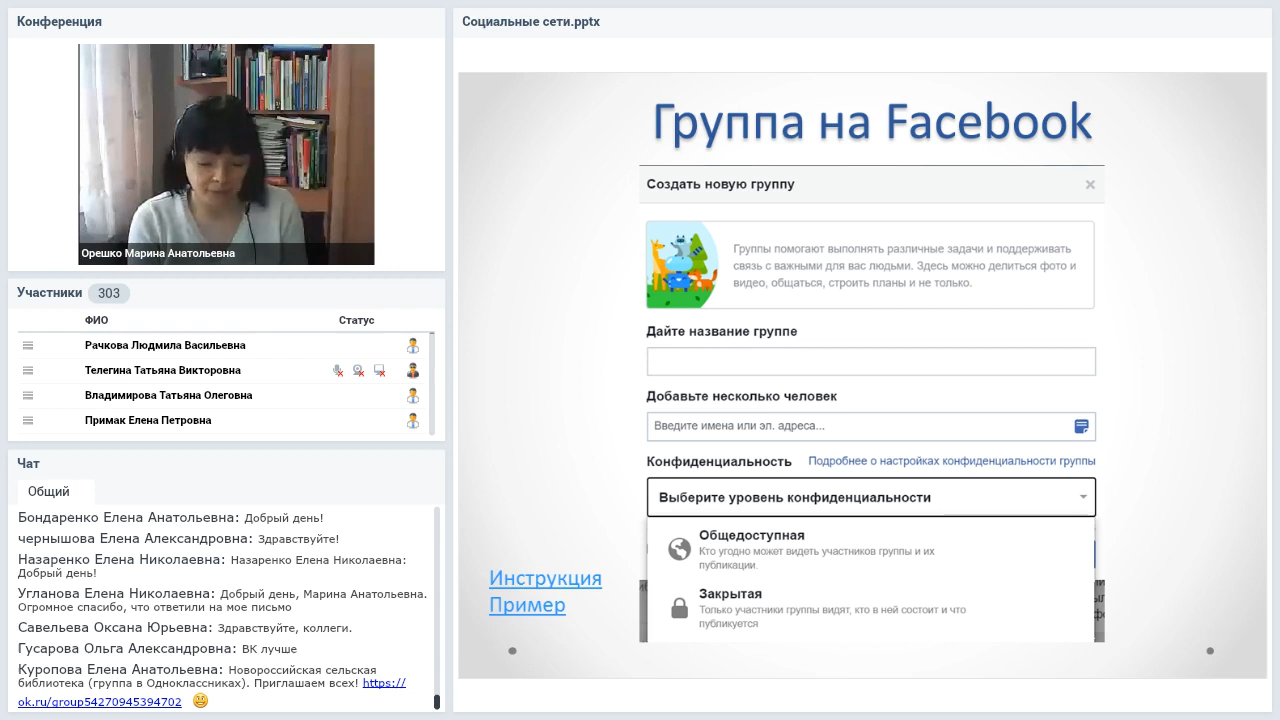 Конференция
Орешко Марина Анатольевна
Участники 303
ФИО Статус
Рачкова Людмила Васильевна
Телегина Татьяна Викторовна
Владимирова Татьяна Олеговна
Примак Елена Петровна
Чат
Общий
Бондаренко Елена Анатольевна: Добрый день!
чернышова Елена Александровна: Здравствуйте!
Назаренко Елена Николаевна: Назаренко Елена Николаевна:
Добрый день!
Угланова Елена Николаевна: Добрый день, Марина Анатольевна.
Огромное спасибо, что ответили на мое письмо
Савельева Оксана Юрьевна: Здравствуйте, коллеги.
Гусарова Ольга Александровна: ВК лучше
Куропова Елена Анатольевна: Новороссийская сельская
библиотека (группа в Одноклассниках). Приглашаем всех! https://
ok.ru/group54270945394702
Социальные сети.pptx
Группа на Facebook
Создать новую группу
Группы помогают выполнять различные задачи и поддерживать
связь с важными для вас людьми. Здесь можно делиться фото и
видео, общаться, строить планы и не только.
Дайте название группе
Добавьте несколько человек
Введите имена или эл. адреса...
Конфиденциальность Подробнее о настройках конфиденциальности группы
Выберите уровень конфиденциальности
Общедоступная
Кто угодно может видеть участников группы и их
публикации.
Закрытая
Только участники группы видят, кто в ней состоит и что
публикуется
Инструкция
Пример